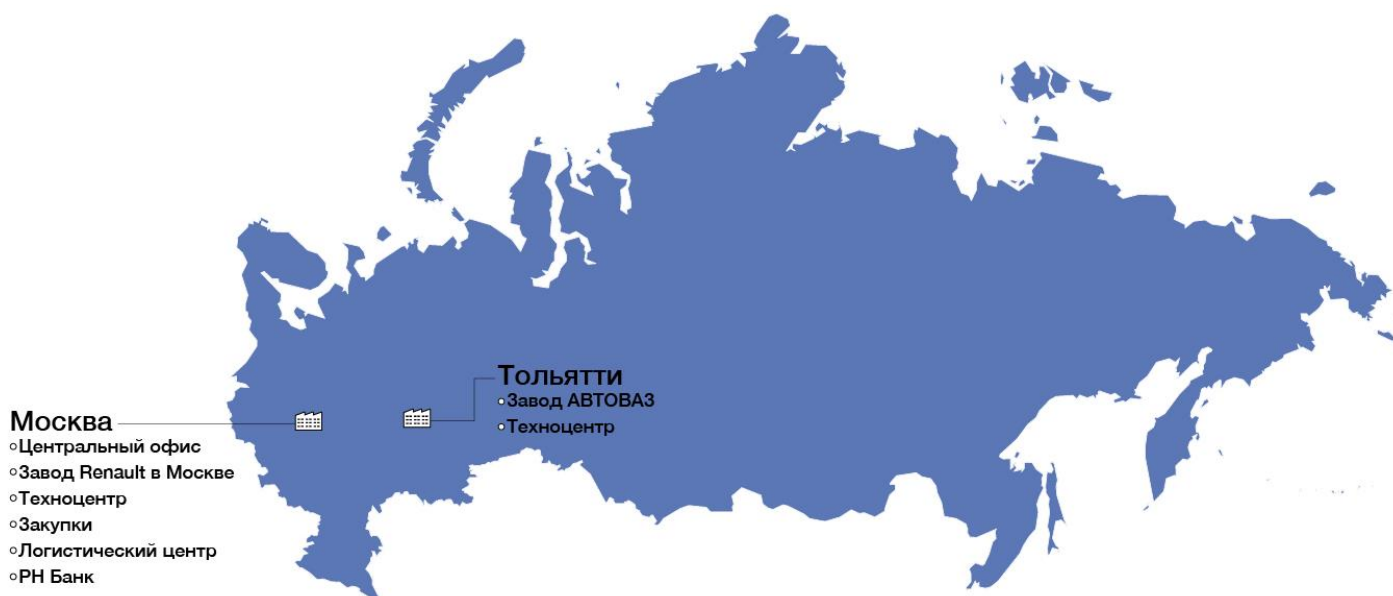 Тольятти
Завод АВТОВАЗ
Техноцентр
Москва
Центральный офис
Завод Renault в Москве
Техноцентр
Закупки
Логистический центр
РН Банк